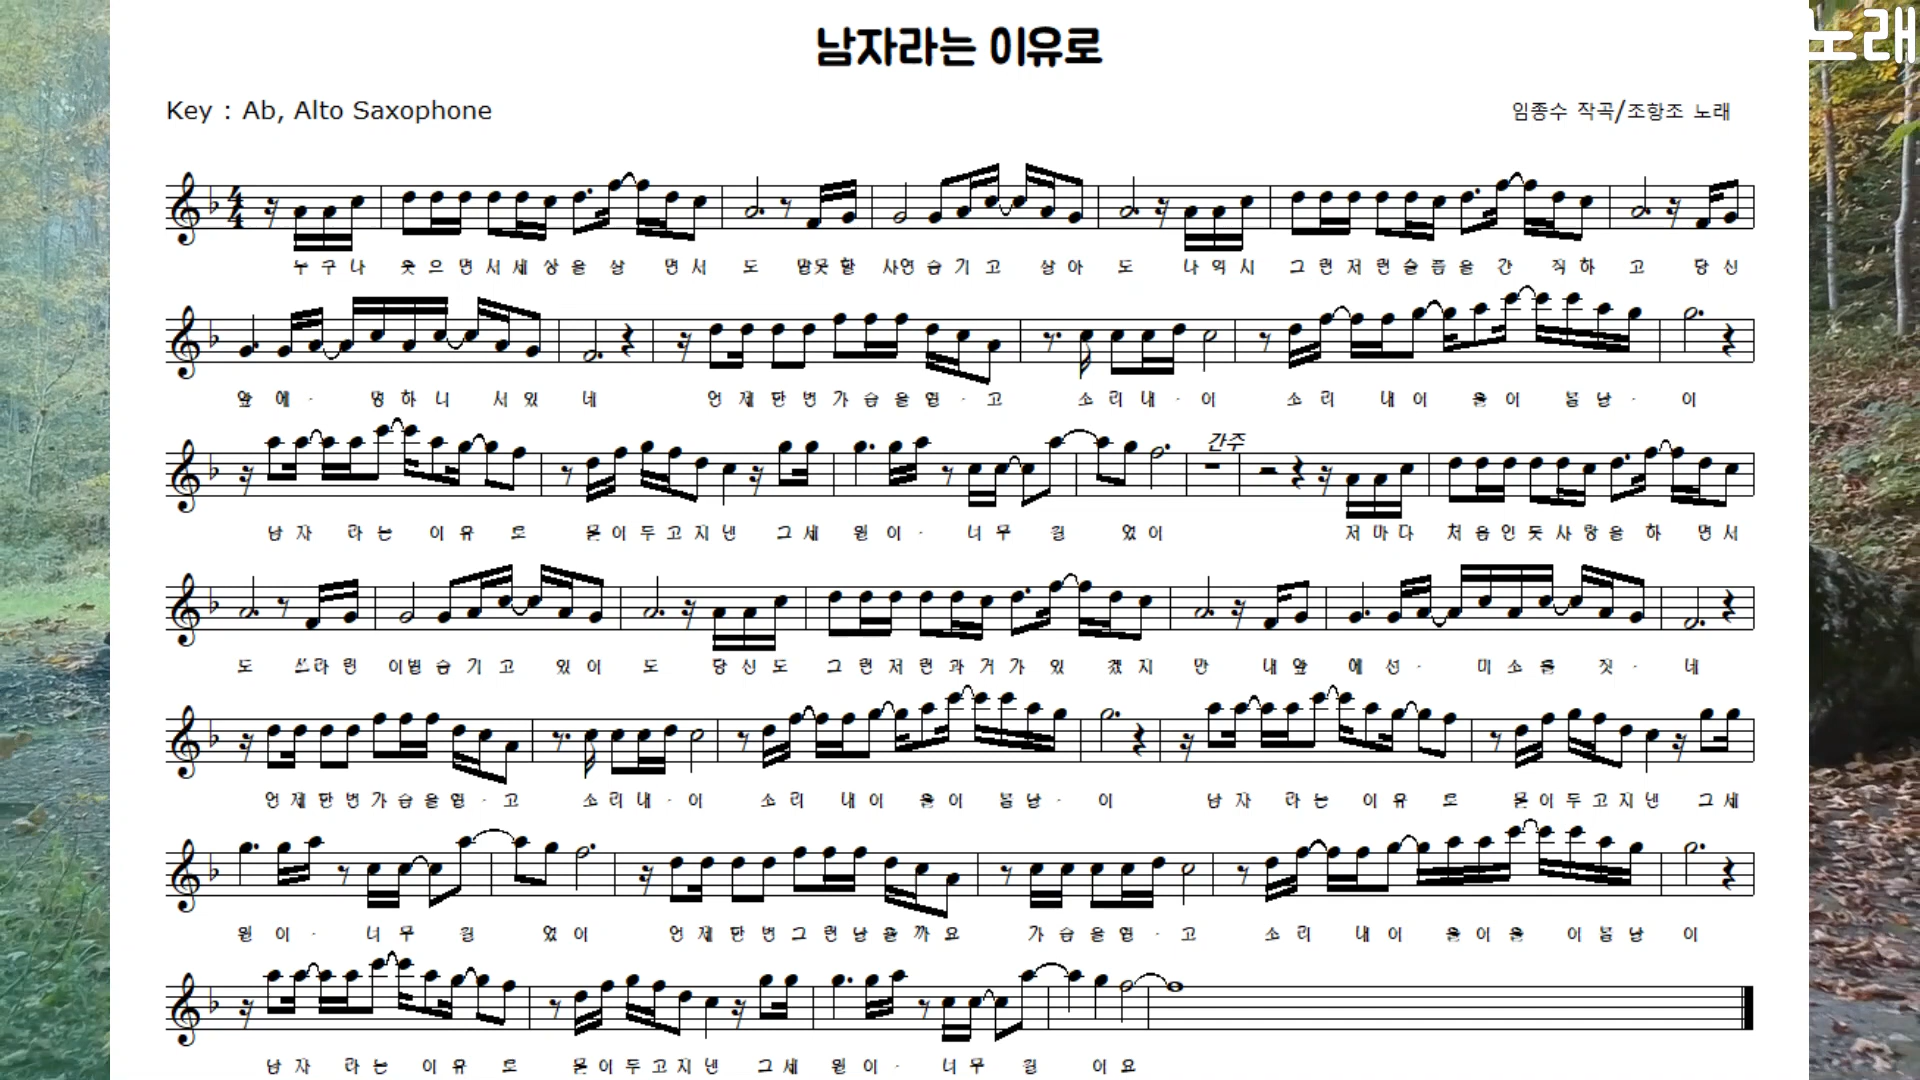 남자라는 이유로
노래
Key : Ab, Alto Saxophone
임종수 작곡/조항조 노래
누 구 나 웃 으 면 서 세 상 을 살 면 서 도 말못 할 사연 숨 기 고 살 아 도 나 역 시 그 런 저 런 슬 픔 을 간 직 하 고 당 신
앞 에 - 멍 하 니 서 있 네 언 제 한 번 가 슴 을 열 - 고 소 리 내 - 어 소 리 내 어 울 어 볼 날 - 이
간주
남 자 라 는 이 유 로 묻 어 두 고 지 낸 그 세 월 이 - 너 무 길 었 어 저 마 다 처 음 인 듯 사 랑 을 하 면 서
도 쓰라 린 이별 숨 기 고 있 어 도 당 신 도 그 런 저 런 과 거 가 있 겠 지 만 내 앞 에 선 - 미 소 를 짓 - 네
언 제 한 번 가 슴 을 열 - 고 소 리 내 - 어 소 리 내 어 울 어 볼 날 - 이 남 자 라 는 이 유 로 묻 어 두 고 지 낸 그 세
월 이 - 너 무 길 었 어 언 제 한 번 그 런 날 을 까 요 가 슴 을 열 - 고 소 리 내 어 울 어 울 어 볼 날 이
남 자 라 는 이 유 로 묻 어 두 고 지 낸 그 세 월 이 - 너 무 길 어 요